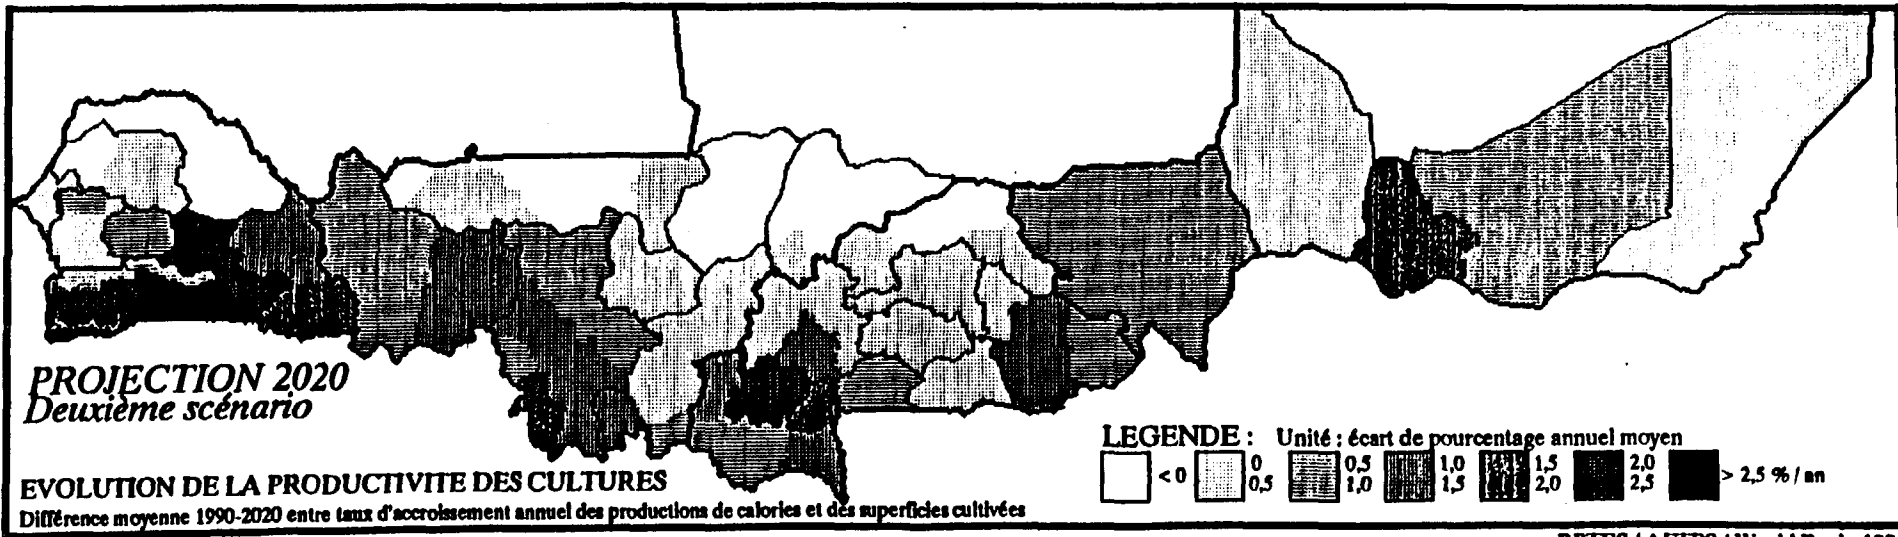 PROJECTION 2020
Deuxième scénario
EVOLUTION DE LA PRODUCTIVITE DES CULTURES
Différence moyenne 1990-2020 entre taux d'accroissement annuel des productions de calories et des superficies cultivées
LEGENDE : Unité : écart de pourcentage annuel moyen
< 0
0
0,5
0,5
1,0
1,0
1,5
1,5
2,0
2,0
2,5
> 2,5 % / an